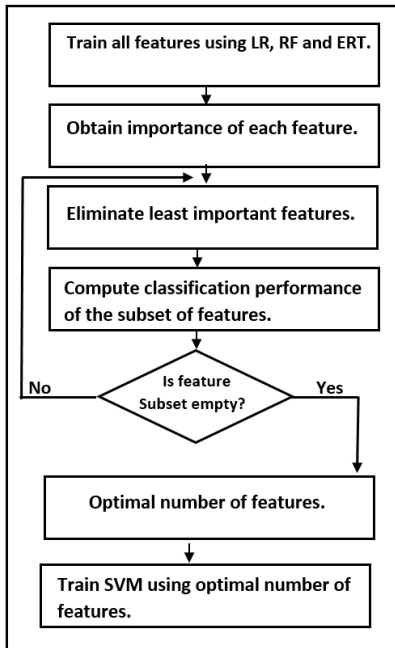 Train all features using LR, RF and ERT.
Obtain importance of each feature.
Eliminate least important features.
Compute classification performance
of the subset of features.
Is feature
Subset empty?
No
Yes
Optimal number of features.
Train SVM using optimal number of
features.